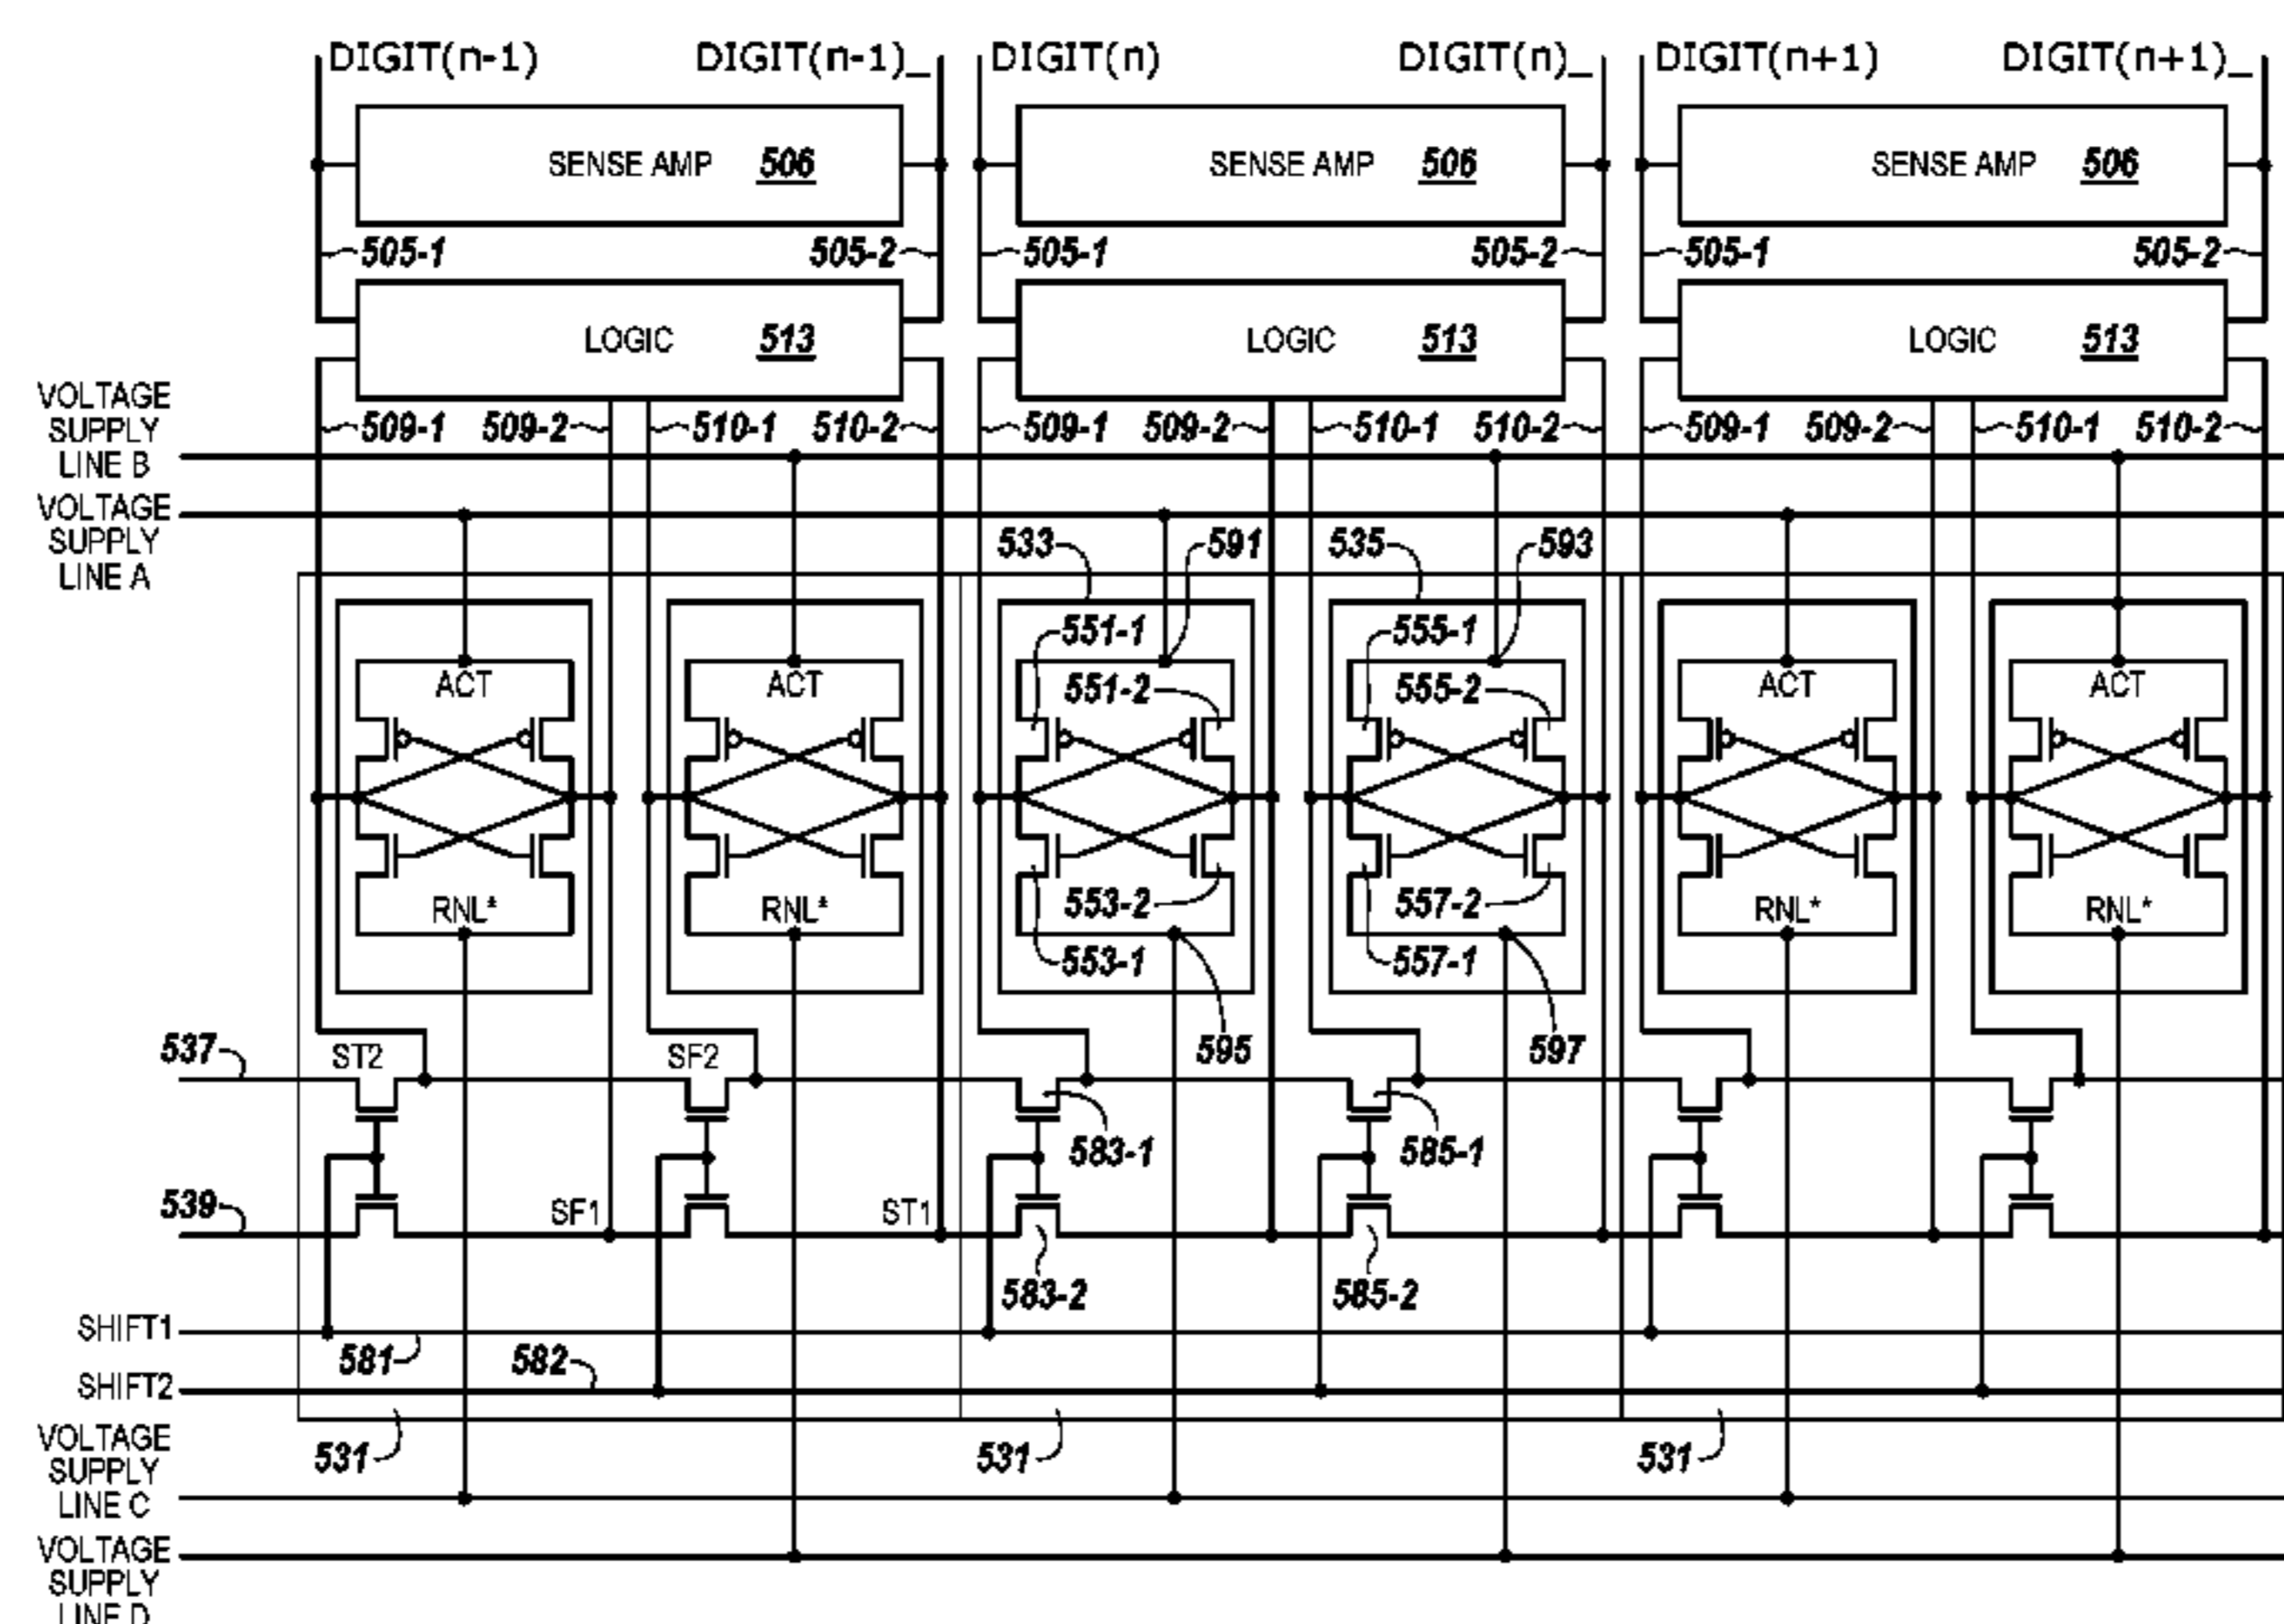 DIGIT(n-1) DIGIT(n-1)_ DIGIT(n) DIGIT(n)_ DIGIT(n+1) DIGIT(n+1)_
SENSE AMP 506 SENSE AMP 506 SENSE AMP 506
505-1 505-2 505-1 505-2 505-1 505-2
LOGIC 513 LOGIC 513 LOGIC 513
VOLTAGE
SUPPLY
LINE B
509-1 509-2 510-1 510-2 509-1 509-2 510-1 510-2 509-1 509-2 510-1 510-2
VOLTAGE
SUPPLY
LINE A
533 591 535 593
551-1 555-1
ACT ACT 551-2 555-2 ACT ACT
RNL* RNL* 553-2 557-2 RNL* RNL*
553-1 557-1
537 ST2 SF2 595 597
583-1 585-1
539 SF1 ST1
583-2 585-2
SHIFT1
581 582
SHIFT2
531 531 531
VOLTAGE
SUPPLY
LINE C
VOLTAGE
SUPPLY
LINE D